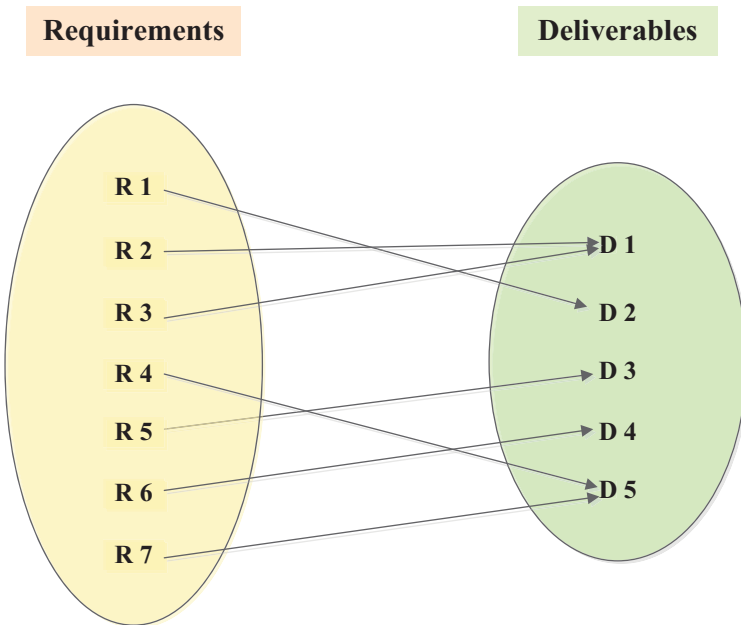 Requirements
Deliverables
R 1
R 2
R 3
R 4
R 5
R 6
R 7
D 1
D 2
D 3
D 4
D 5